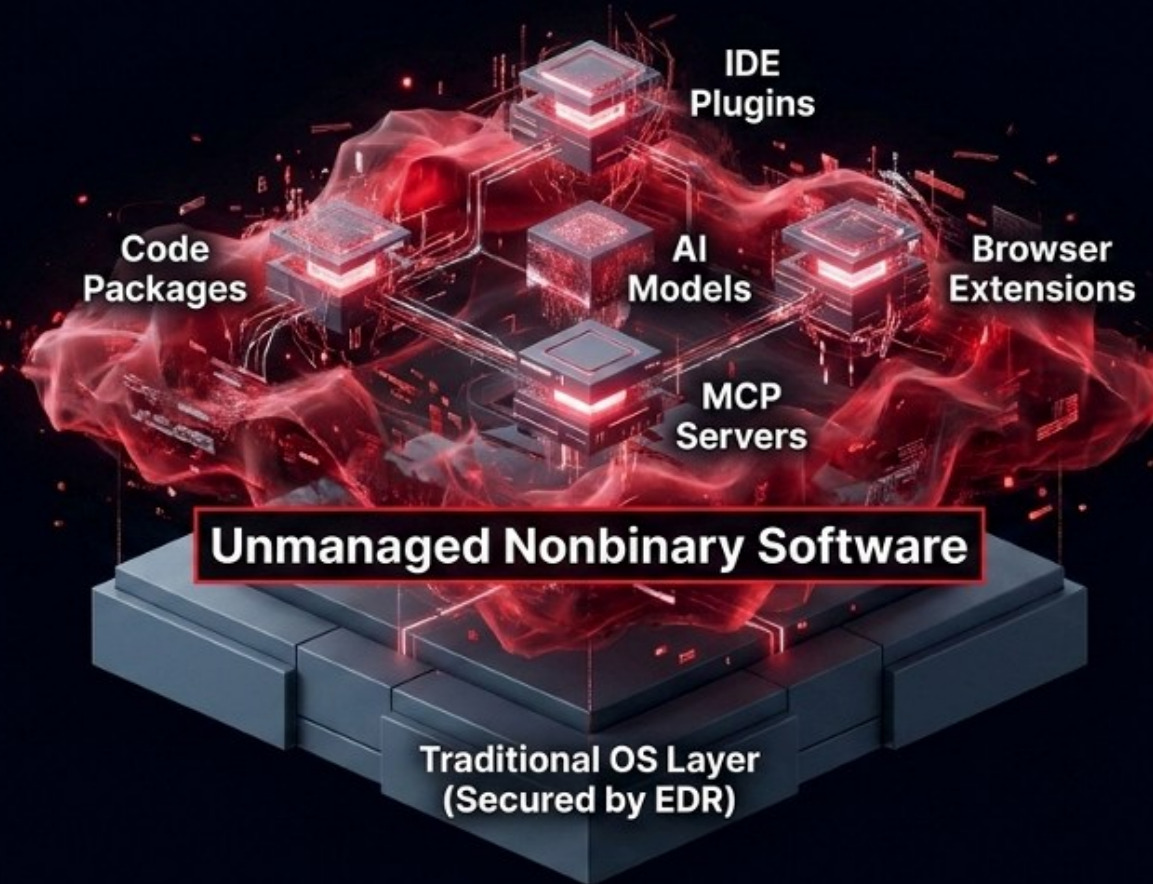 IDE
Plugins
Code
Packages
AI
Models
Browser
Extensions
MCP
Servers
Unmanaged Nonbinary Software
Traditional OS Layer
(Secured by EDR)